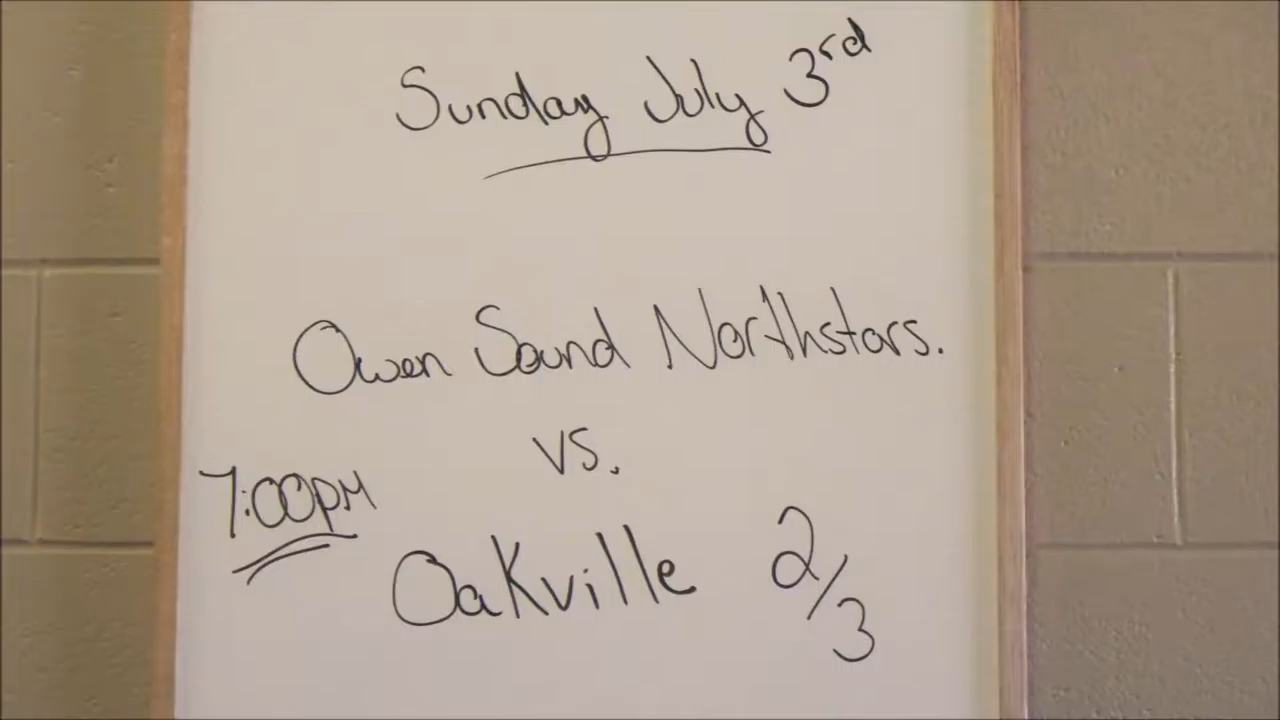 Sunday July 3rd
Owen Sound Northstars.
vs.
7:00PM
Oakville 2/3